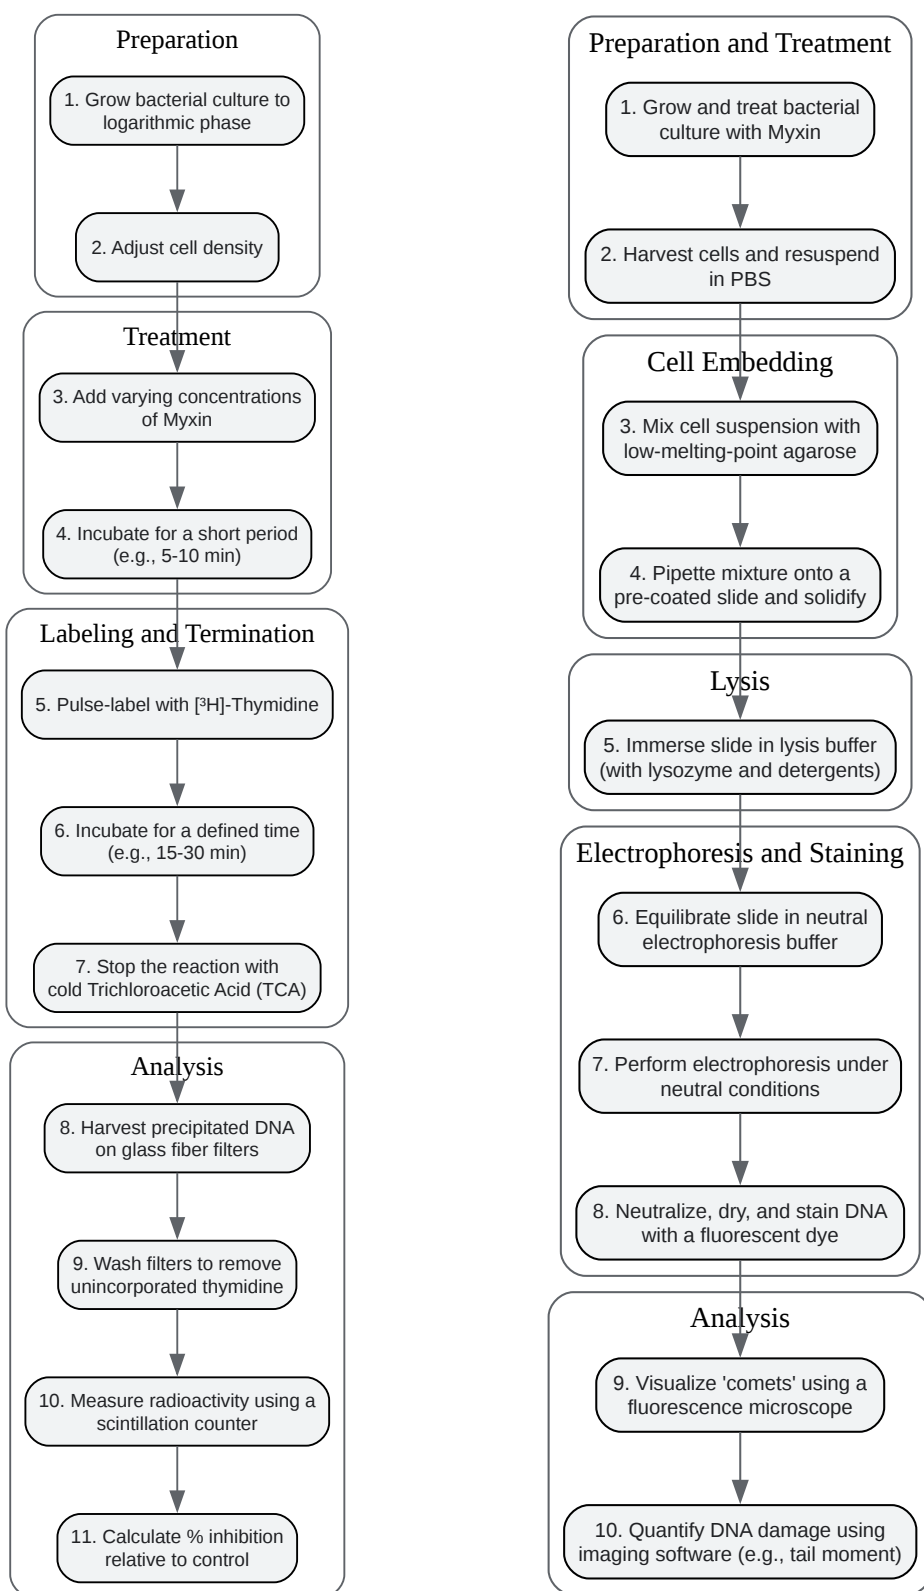 Preparation
1. Grow bacterial culture to
logarithmic phase
2. Adjust cell density
Treatment
3. Add varying concentrations
of Myxin
4. Incubate for a short period
(e.g., 5-10 min)
Labeling and Termination
5. Pulse-label with [³H]-Thymidine
6. Incubate for a defined time
(e.g., 15-30 min)
7. Stop the reaction with
cold Trichloroacetic Acid (TCA)
Analysis
8. Harvest precipitated DNA
on glass fiber filters
9. Wash filters to remove
unincorporated thymidine
10. Measure radioactivity using a
scintillation counter
11. Calculate % inhibition
relative to control
Preparation and Treatment
1. Grow and treat bacterial
culture with Myxin
2. Harvest cells and resuspend
in PBS
Cell Embedding
3. Mix cell suspension with
low-melting-point agarose
4. Pipette mixture onto a
pre-coated slide and solidify
Lysis
5. Immerse slide in lysis buffer
(with lysozyme and detergents)
Electrophoresis and Staining
6. Equilibrate slide in neutral
electrophoresis buffer
7. Perform electrophoresis under
neutral conditions
8. Neutralize, dry, and stain DNA
with a fluorescent dye
Analysis
9. Visualize 'comets' using a
fluorescence microscope
10. Quantify DNA damage using
imaging software (e.g., tail moment)